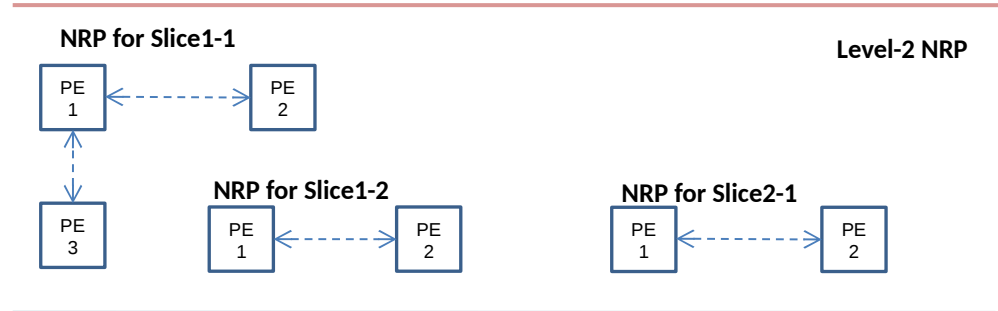 NRP for Slice1-1
Level-2 NRP
PE
1
PE
2
PE
3
NRP for Slice1-2
PE
1
PE
2
NRP for Slice2-1
PE
1
PE
2